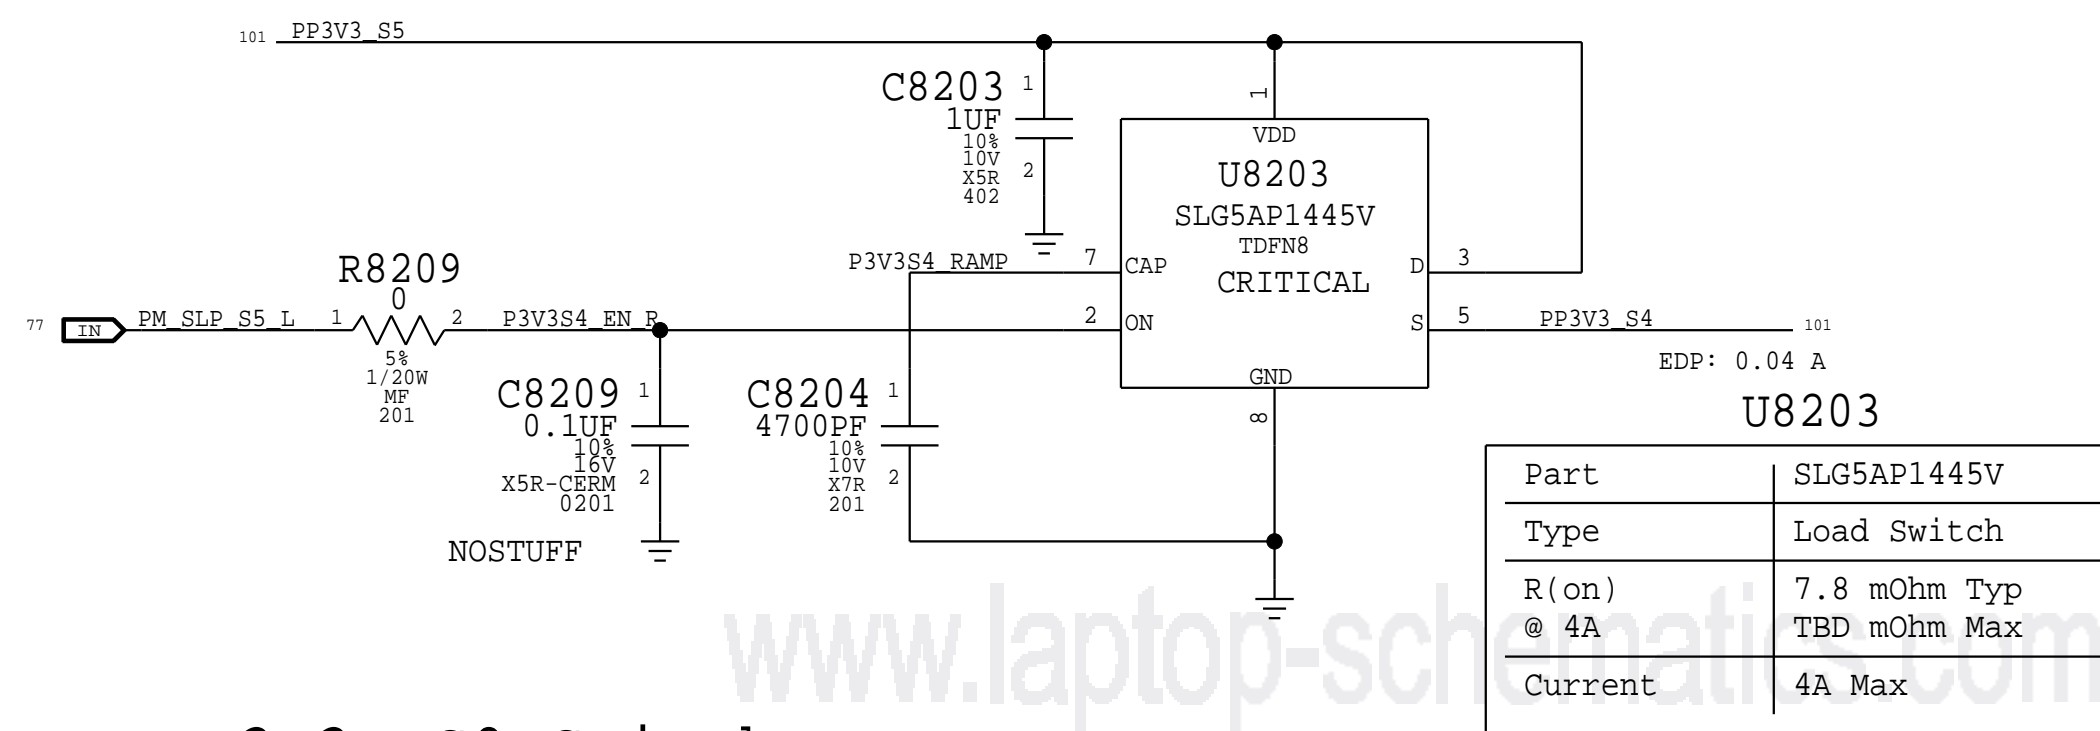 101 PP3V3_S5
C8203 1
1UF
10%
10V
X5R 2
402
1
VDD
U8203
SLG5AP1445V
TDFN8
CRITICAL
P3V3S4_RAMP 7 CAP
D 3
2 ON
S 5 PP3V3_S4 101
EDP: 0.04 A
GND
8
R8209
0
77 IN PM_SLP_S5_L 1 2 P3V3S4_EN_R
5%
1/20W
MF
201
C8209 1
0.1UF
10%
16V
X5R-CERM 2
0201
NOSTUFF
C8204 1
4700PF
10%
10V
X7R 2
201
U8203
Part SLG5AP1445V
Type Load Switch
R(on) 7.8 mOhm Typ
@ 4A TBD mOhm Max
Current 4A Max
www.laptop-schematics.com